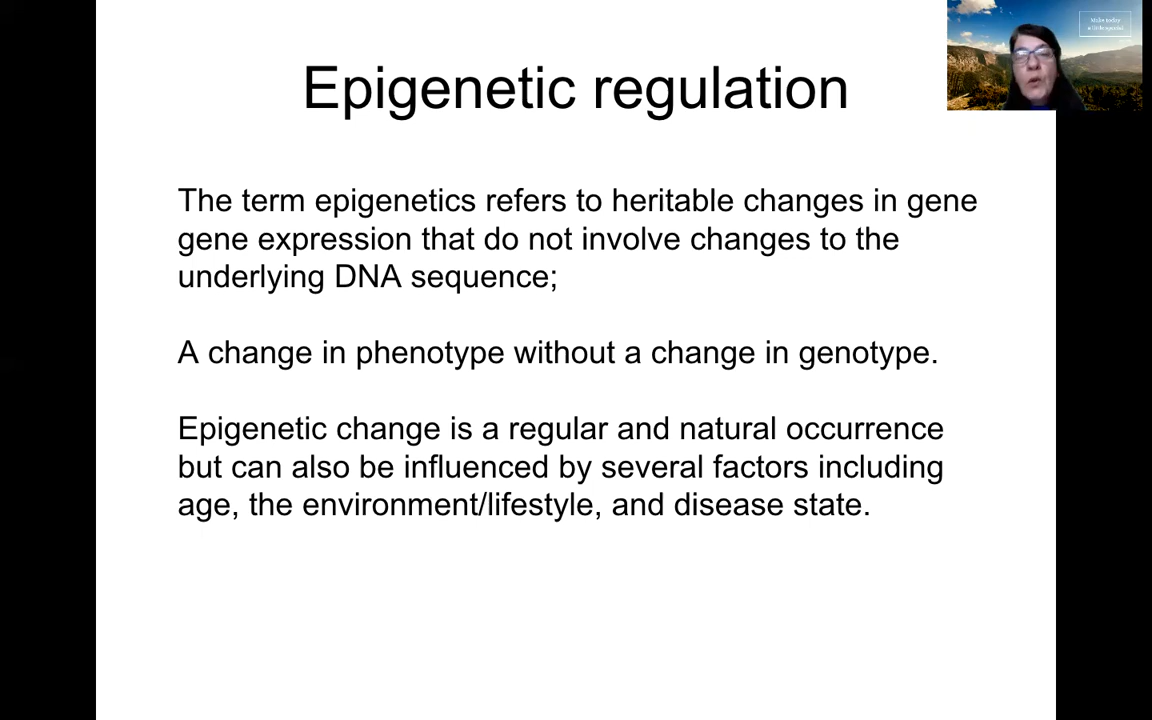 Epigenetic regulation
The term epigenetics refers to heritable changes in gene
gene expression that do not involve changes to the
underlying DNA sequence;
A change in phenotype without a change in genotype.
Epigenetic change is a regular and natural occurrence
but can also be influenced by several factors including
age, the environment/lifestyle, and disease state.
Make today